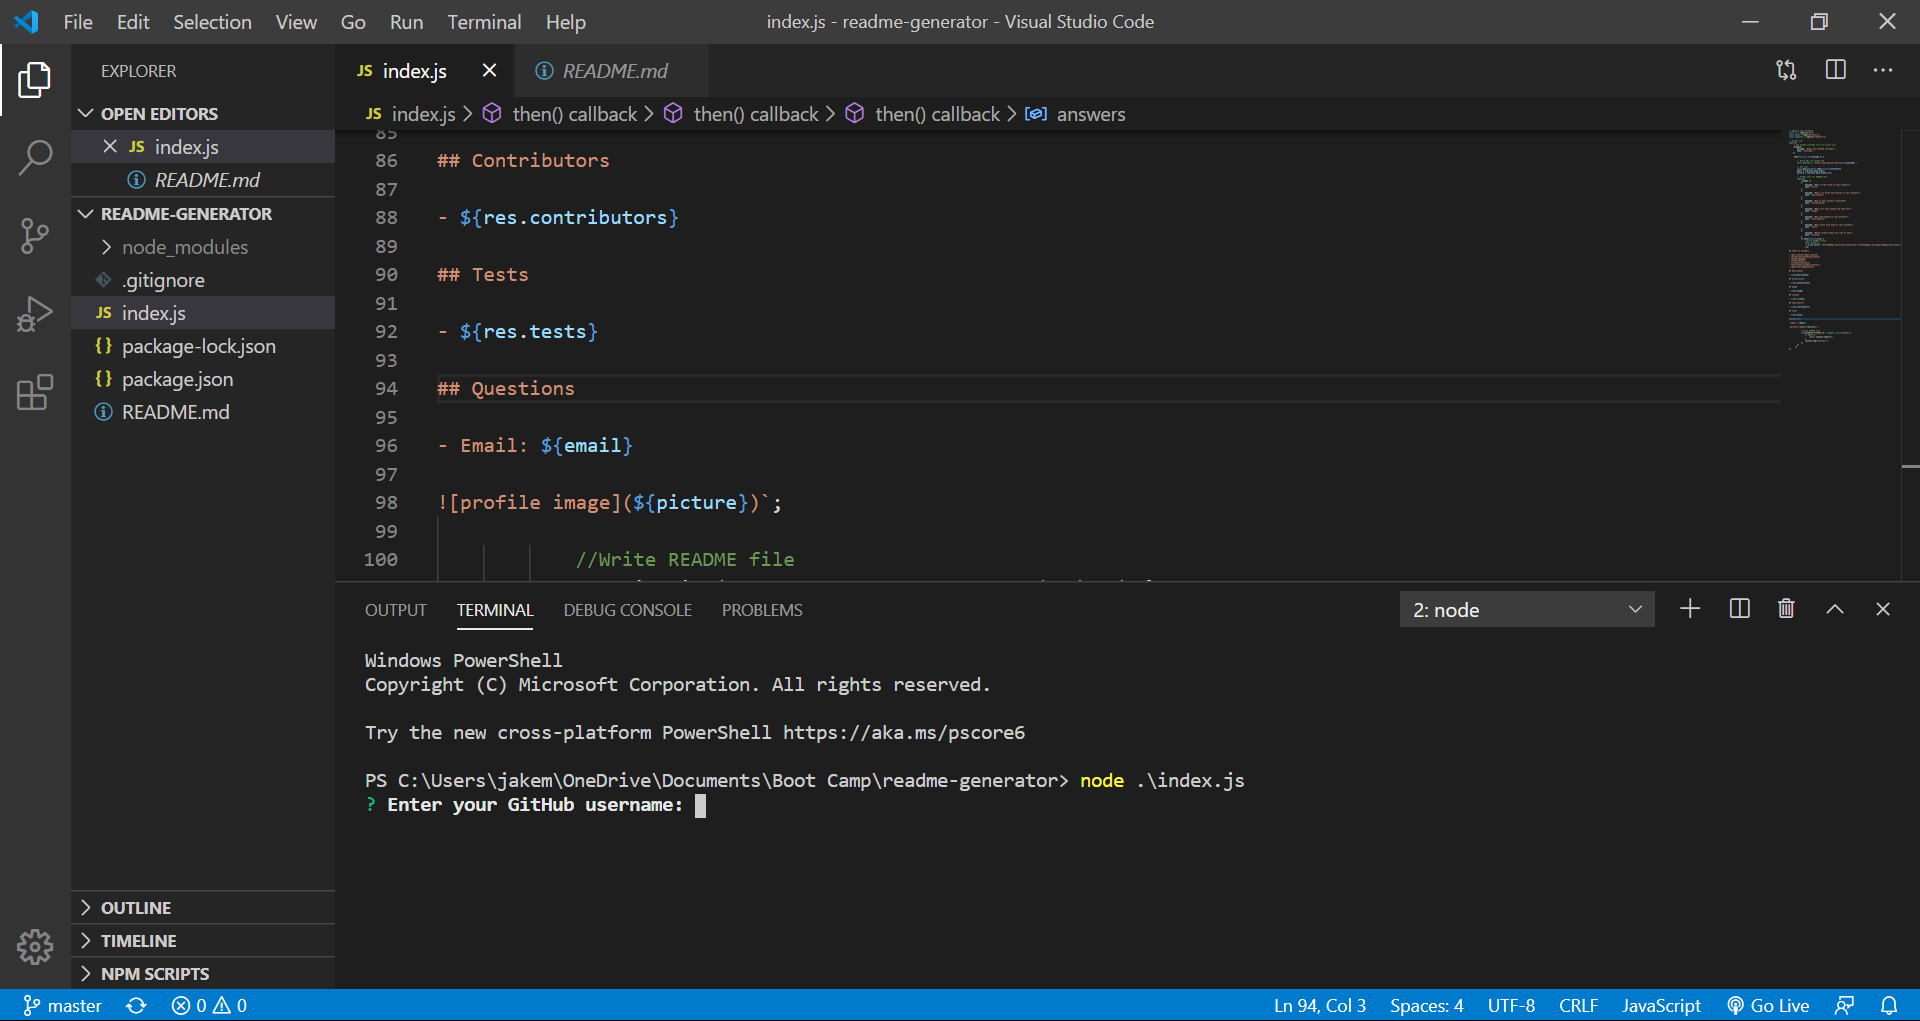 File Edit Selection View Go Run Terminal Help
index.js - readme-generator - Visual Studio Code
EXPLORER
OPEN EDITORS
JS index.js
README.md
README-GENERATOR
node_modules
.gitignore
JS index.js
{} package-lock.json
{} package.json
README.md
OUTLINE
TIMELINE
NPM SCRIPTS
JS index.js README.md
JS index.js > then() callback > then() callback > then() callback > answers
85
86 ## Contributors
87
88 - ${res.contributors}
89
90 ## Tests
91
92 - ${res.tests}
93
94 ## Questions
95
96 - Email: ${email}
97
98 ![profile image](${picture})`;
99
100 //Write README file
OUTPUT TERMINAL DEBUG CONSOLE PROBLEMS 2: node
Windows PowerShell
Copyright (C) Microsoft Corporation. All rights reserved.
Try the new cross-platform PowerShell https://aka.ms/pscore6
PS C:\Users\jakem\OneDrive\Documents\Boot Camp\readme-generator> node .\index.js
? Enter your GitHub username:
master 0 0 Ln 94, Col 3 Spaces: 4 UTF-8 CRLF JavaScript Go Live